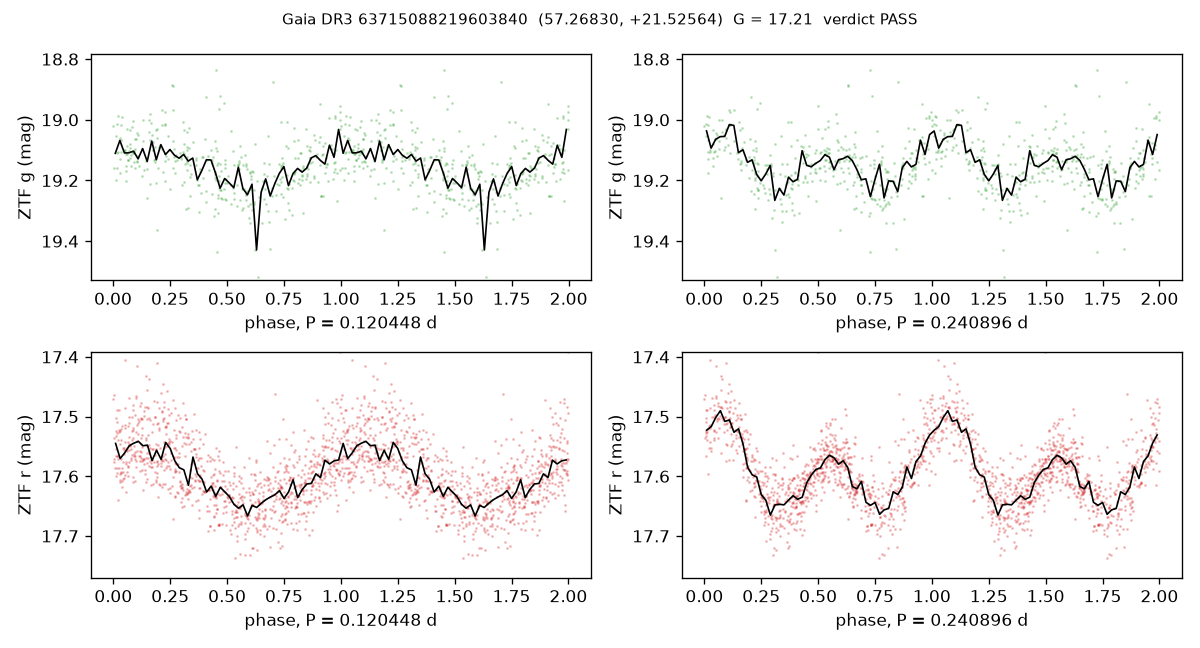 Gaia DR3 63715088219603840  (57.26830, +21.52564)  G = 17.21  verdict PASS
ZTF g (mag)
18.8
19.0
19.2
19.4
0.00 0.25 0.50 0.75 1.00 1.25 1.50 1.75 2.00
phase, P = 0.120448 d
ZTF g (mag)
18.8
19.0
19.2
19.4
0.00 0.25 0.50 0.75 1.00 1.25 1.50 1.75 2.00
phase, P = 0.240896 d
ZTF r (mag)
17.4
17.5
17.6
17.7
0.00 0.25 0.50 0.75 1.00 1.25 1.50 1.75 2.00
phase, P = 0.120448 d
ZTF r (mag)
17.4
17.5
17.6
17.7
0.00 0.25 0.50 0.75 1.00 1.25 1.50 1.75 2.00
phase, P = 0.240896 d